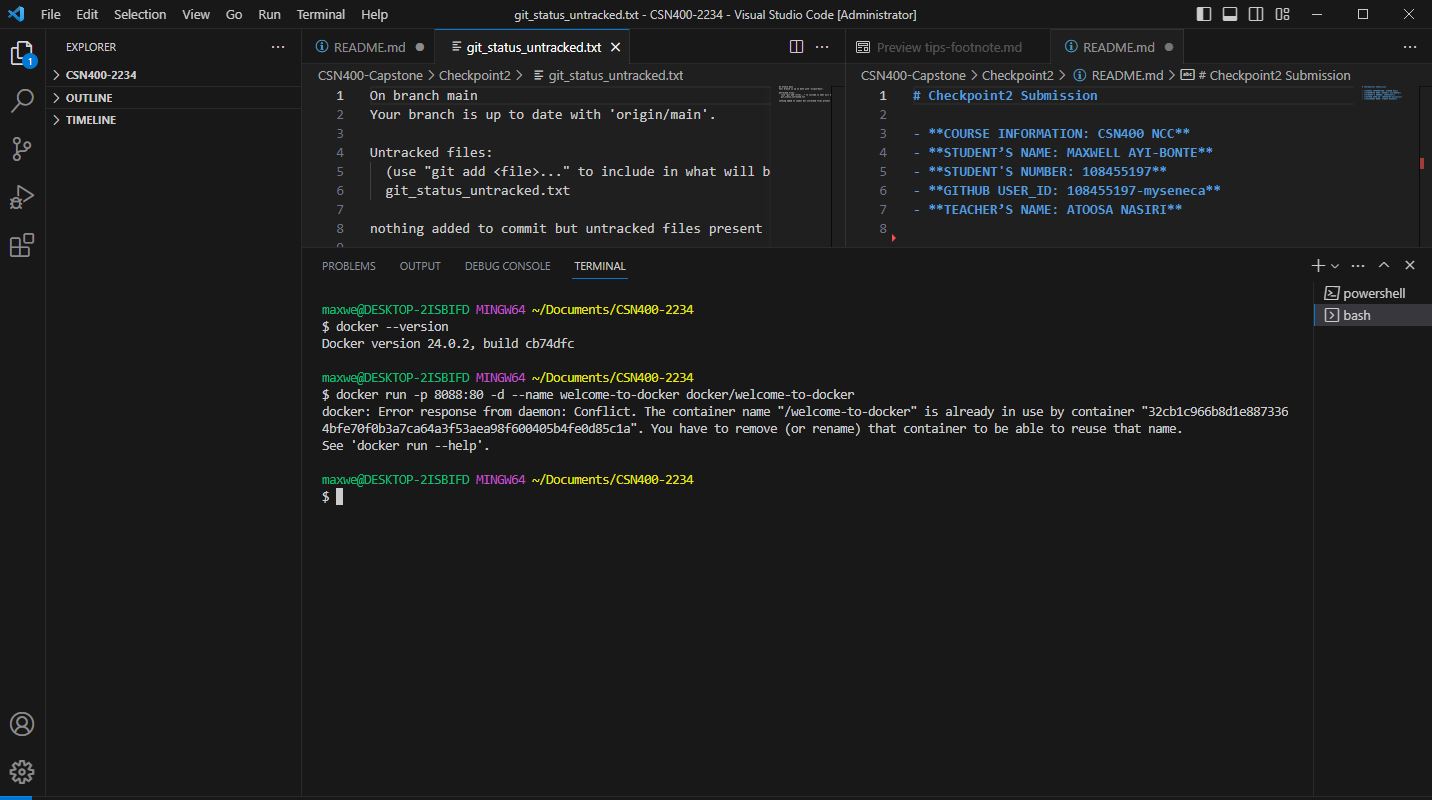 File Edit Selection View Go Run Terminal Help
git_status_untracked.txt - CSN400-2234 - Visual Studio Code [Administrator]
1
EXPLORER
CSN400-2234
OUTLINE
TIMELINE
README.md
git_status_untracked.txt
CSN400-Capstone > Checkpoint2 > git_status_untracked.txt
1 On branch main
2 Your branch is up to date with 'origin/main'.
3
4 Untracked files:
5 (use "git add <file>..." to include in what will b
6 git_status_untracked.txt
7
8 nothing added to commit but untracked files present
9
Preview tips-footnote.md
README.md
CSN400-Capstone > Checkpoint2 > README.md > # Checkpoint2 Submission
1 # Checkpoint2 Submission
2
3 - **COURSE INFORMATION: CSN400 NCC**
4 - **STUDENT’S NAME: MAXWELL AYI-BONTE**
5 - **STUDENT'S NUMBER: 108455197**
6 - **GITHUB USER_ID: 108455197-myseneca**
7 - **TEACHER’S NAME: ATOOSA NASIRI**
8
PROBLEMS OUTPUT DEBUG CONSOLE TERMINAL
maxwe@DESKTOP-2ISBIFD MINGW64 ~/Documents/CSN400-2234
$ docker --version
Docker version 24.0.2, build cb74dfc
maxwe@DESKTOP-2ISBIFD MINGW64 ~/Documents/CSN400-2234
$ docker run -p 8088:80 -d --name welcome-to-docker docker/welcome-to-docker
docker: Error response from daemon: Conflict. The container name "/welcome-to-docker" is already in use by container "32cb1c966b8d1e887336
4bfe70f0b3a7ca64a3f53aea98f600405b4fe0d85c1a". You have to remove (or rename) that container to be able to reuse that name.
See 'docker run --help'.
maxwe@DESKTOP-2ISBIFD MINGW64 ~/Documents/CSN400-2234
$
powershell
bash